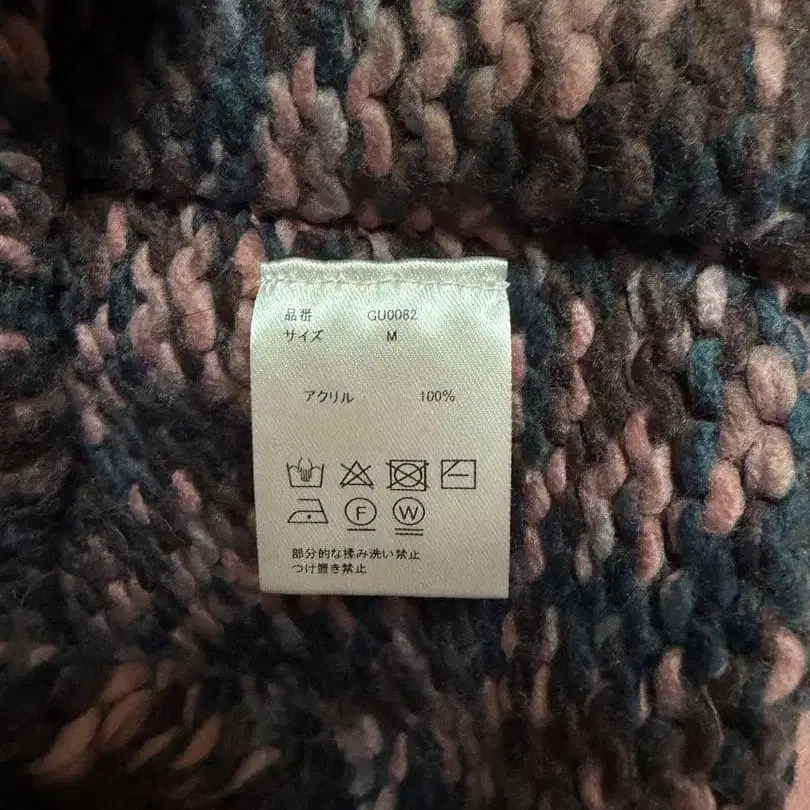 品番 GU0082
サイズ M
アクリル 100%
F W
部分的な揉み洗い禁止
つけ置き禁止